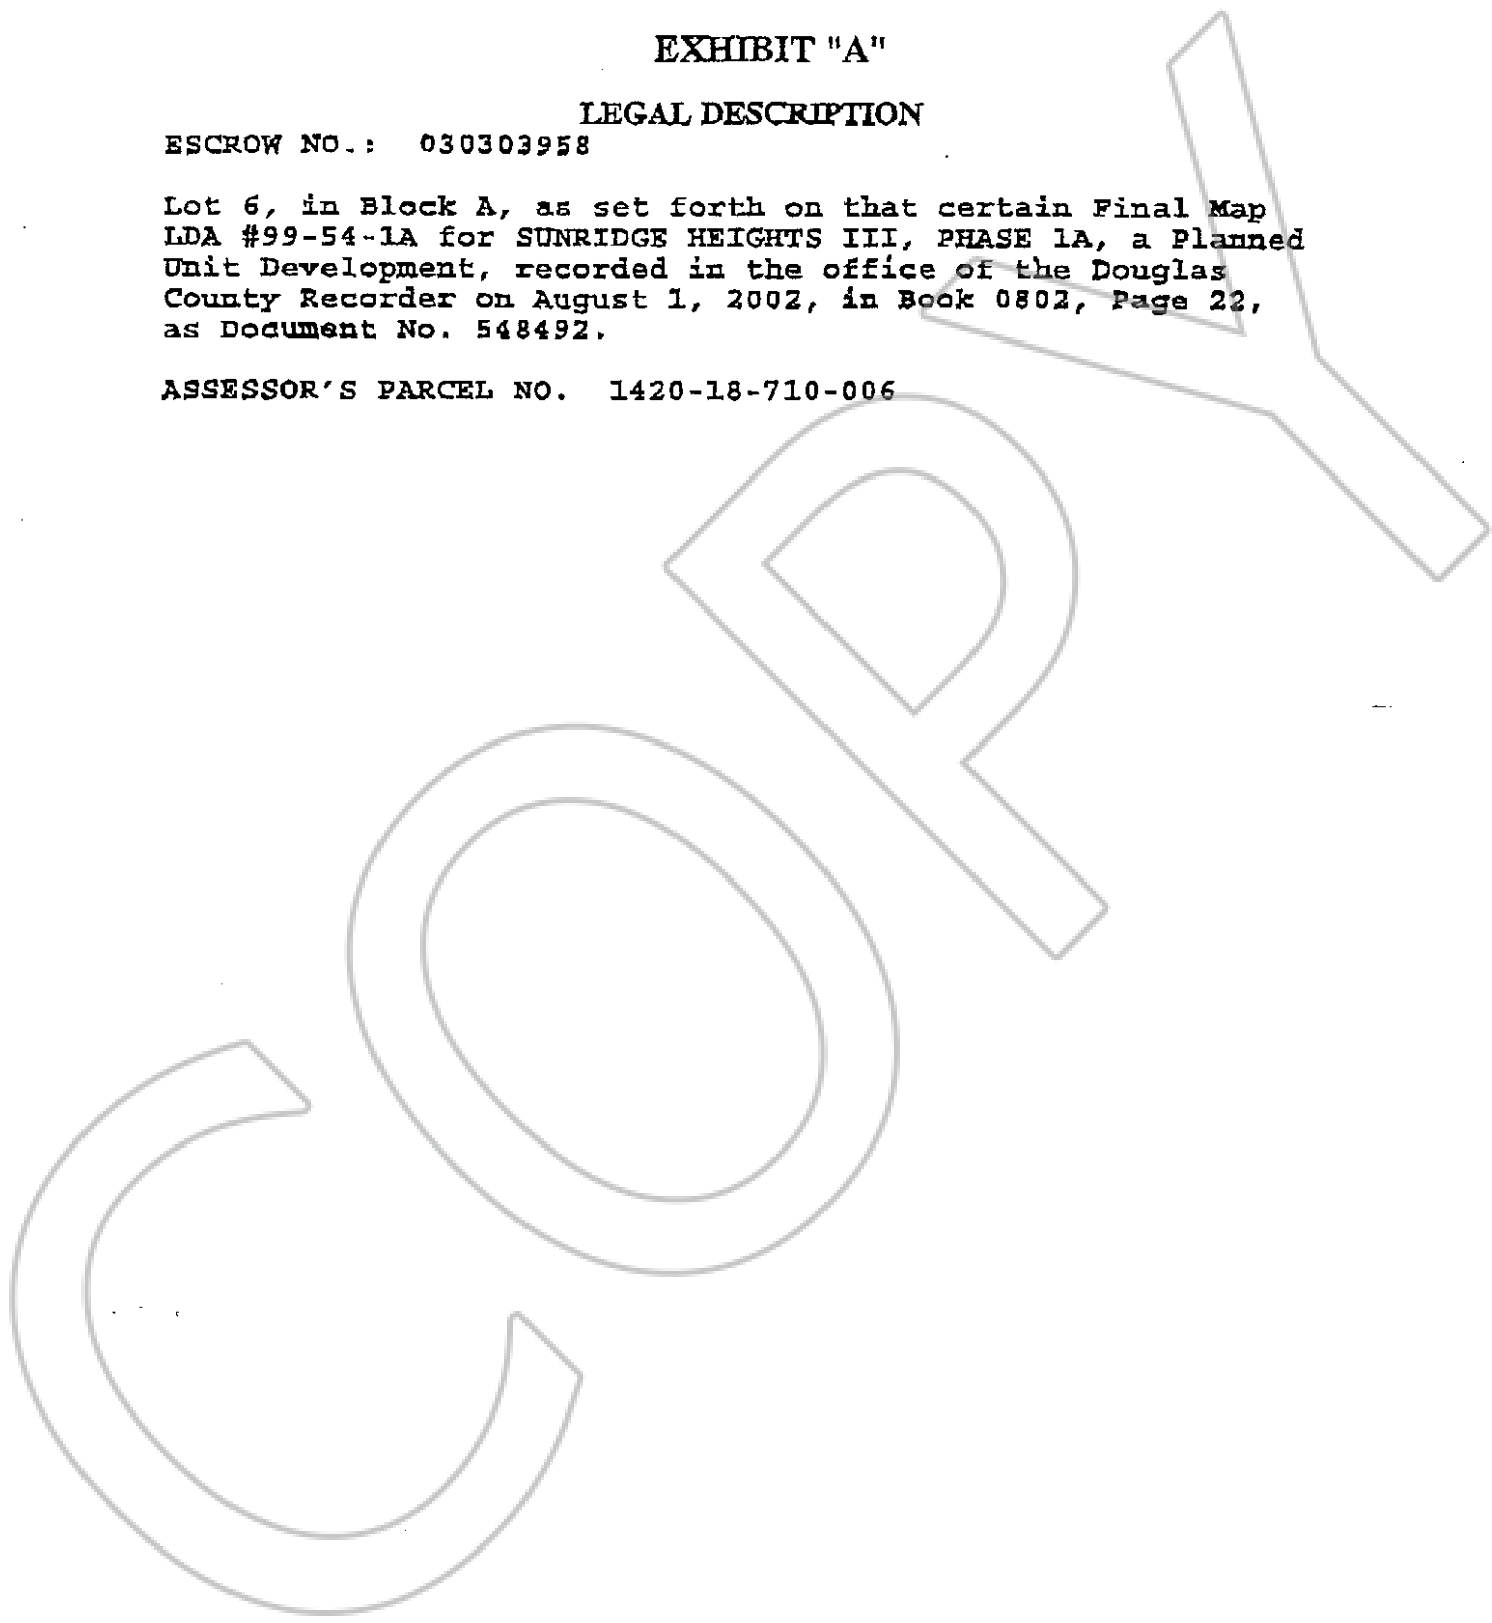 EXHIBIT "A"
LEGAL DESCRIPTION
ESCROW NO.: 030303958
Lot 6, in Block A, as set forth on that certain Final Map
LDA #99-54-1A for SUNRIDGE HEIGHTS III, PHASE 1A, a Planned
Unit Development, recorded in the office of the Douglas
County Recorder on August 1, 2002, in Book 0802, Page 22,
as Document No. 548492.
ASSESSOR'S PARCEL NO. 1420-18-710-006
COPY